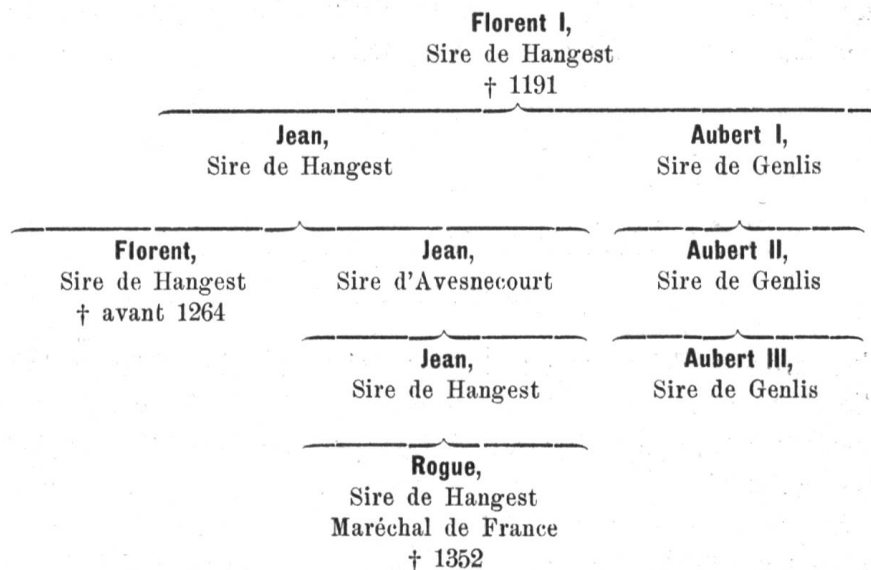 Florent I,
Sire de Hangest
† 1191
Jean,
Sire de Hangest
Aubert I,
Sire de Genlis
Florent,
Sire de Hangest
† avant 1264
Jean,
Sire d'Avesnecourt
Aubert II,
Sire de Genlis
Jean,
Sire de Hangest
Aubert III,
Sire de Genlis
Rogue,
Sire de Hangest
Maréchal de France
† 1352